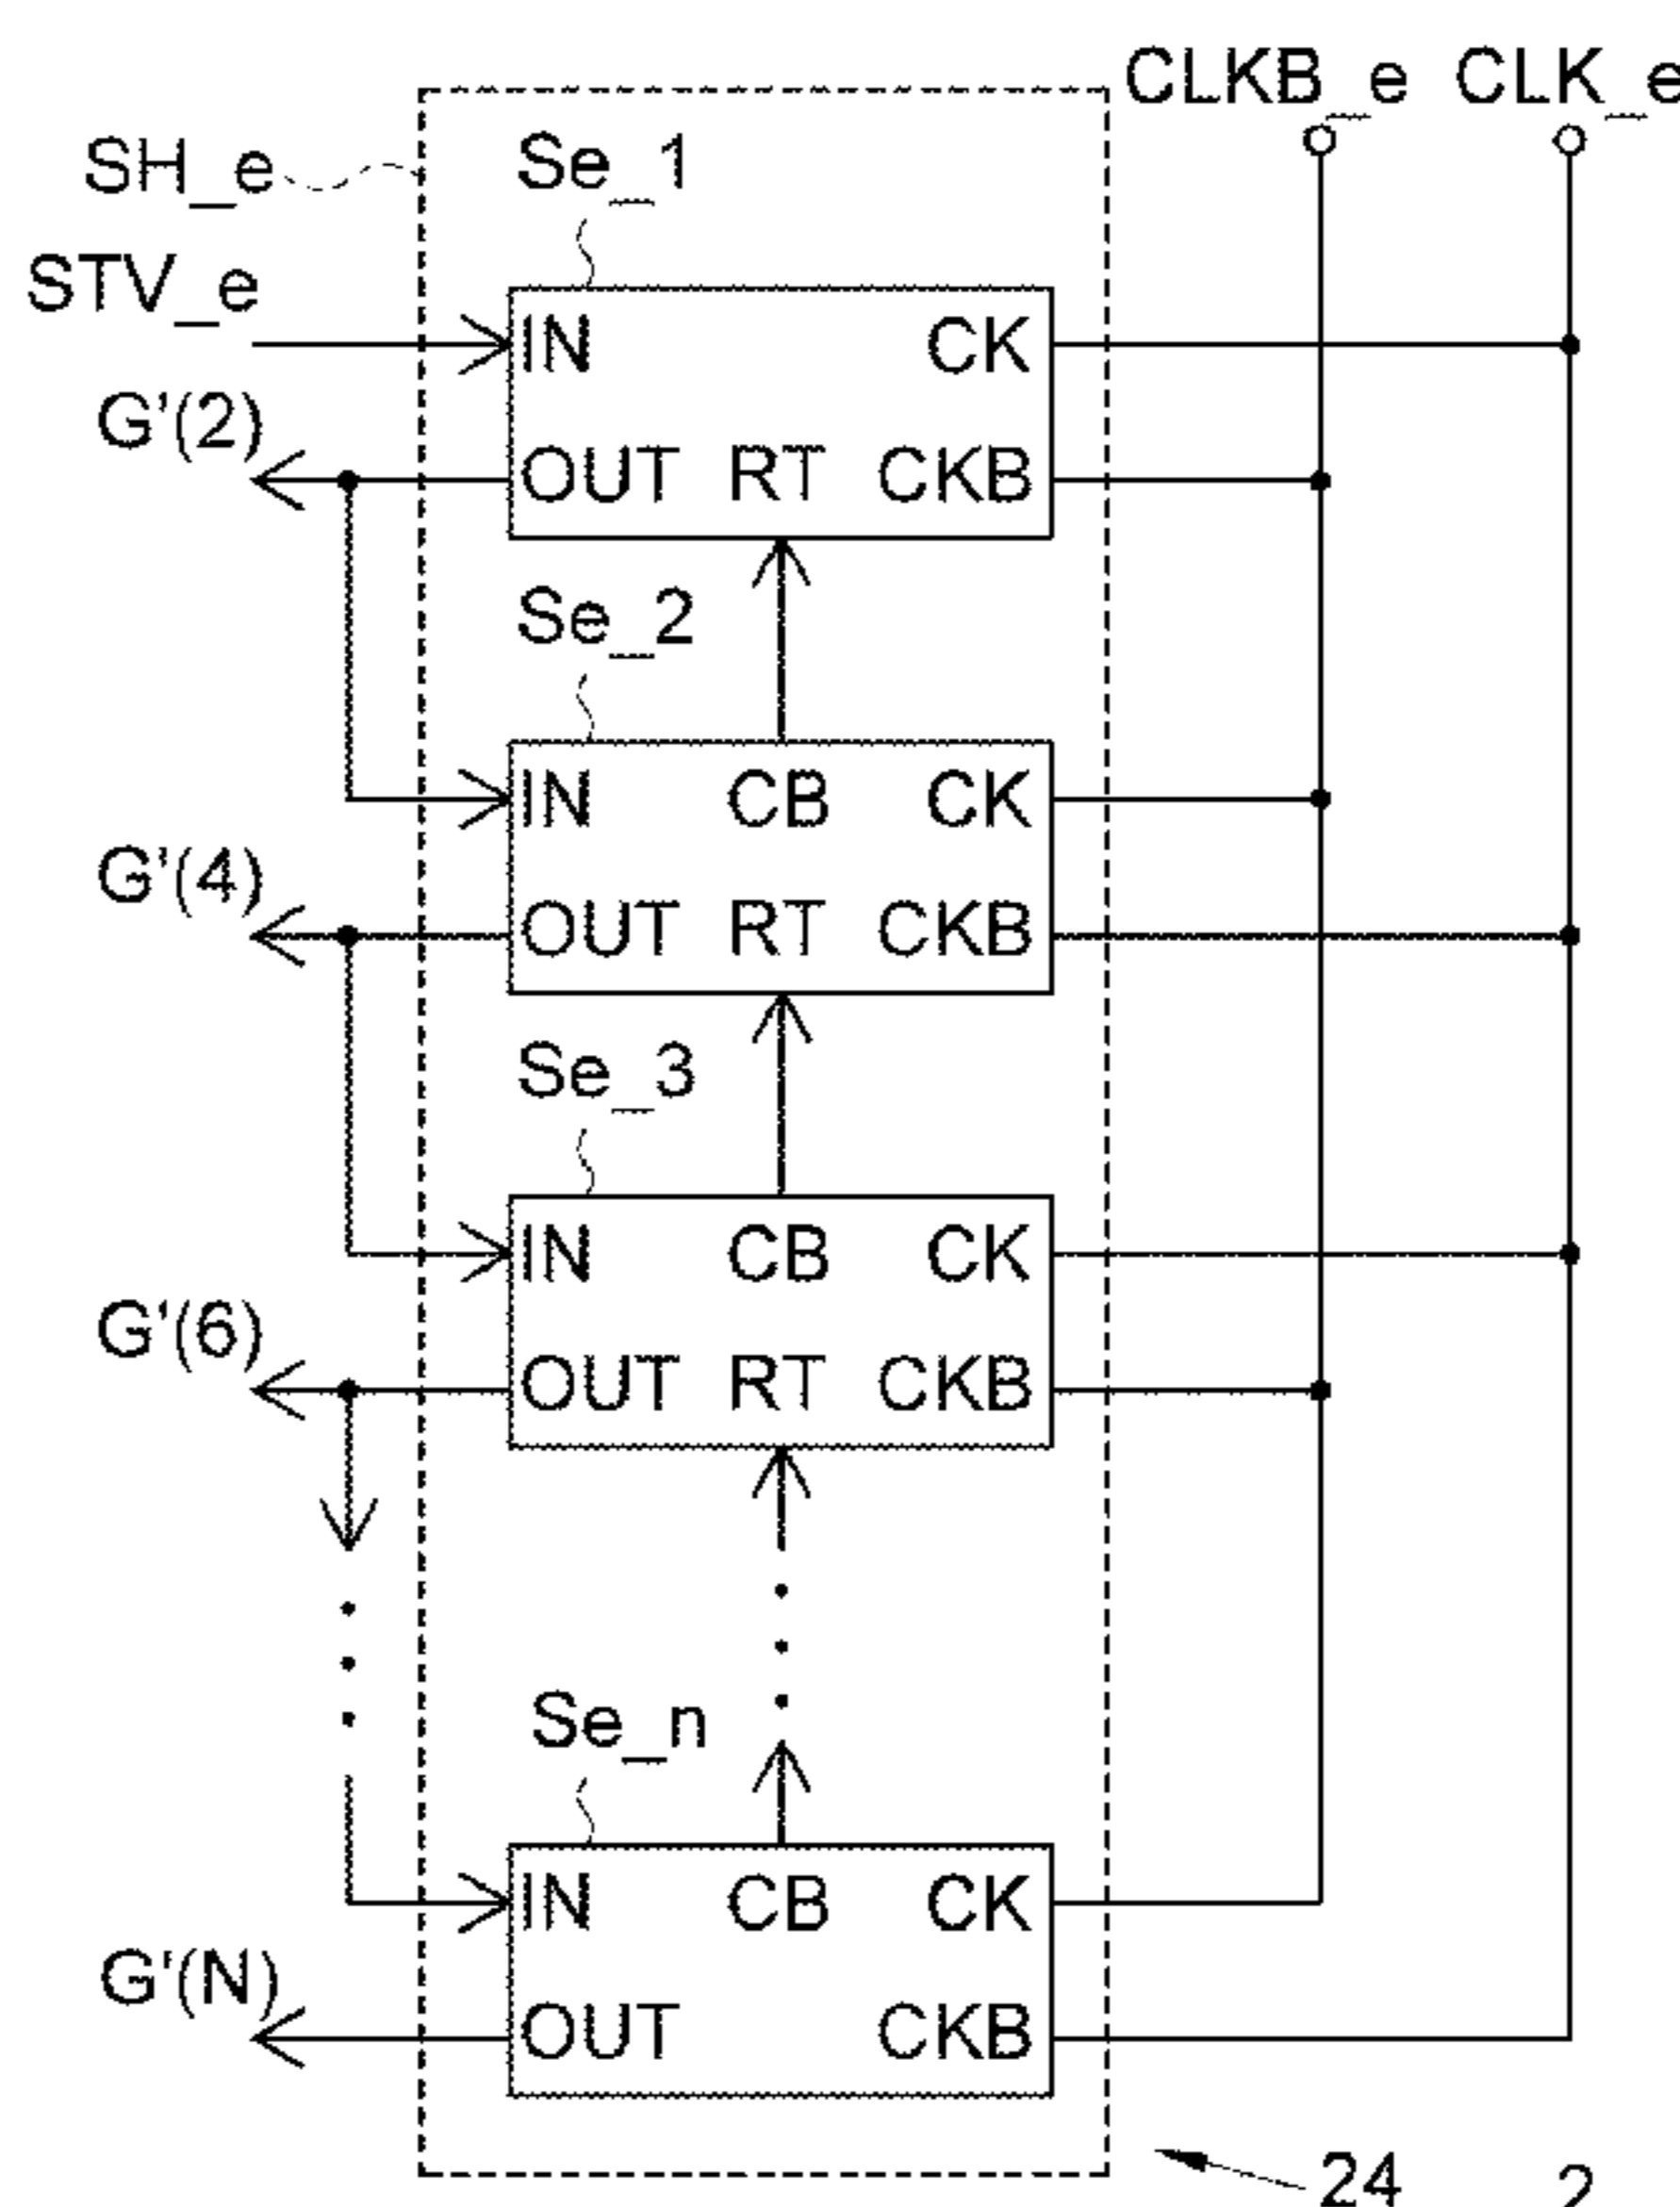 CLKB_e CLK_e
SH_e
Se_1
STV_e
IN CK
G'(2)
OUT RT CKB
Se_2
IN CB CK
G'(4)
OUT RT CKB
Se_3
IN CB CK
G'(6)
OUT RT CKB
Se_n
IN CB CK
G'(N)
OUT CKB
24 2